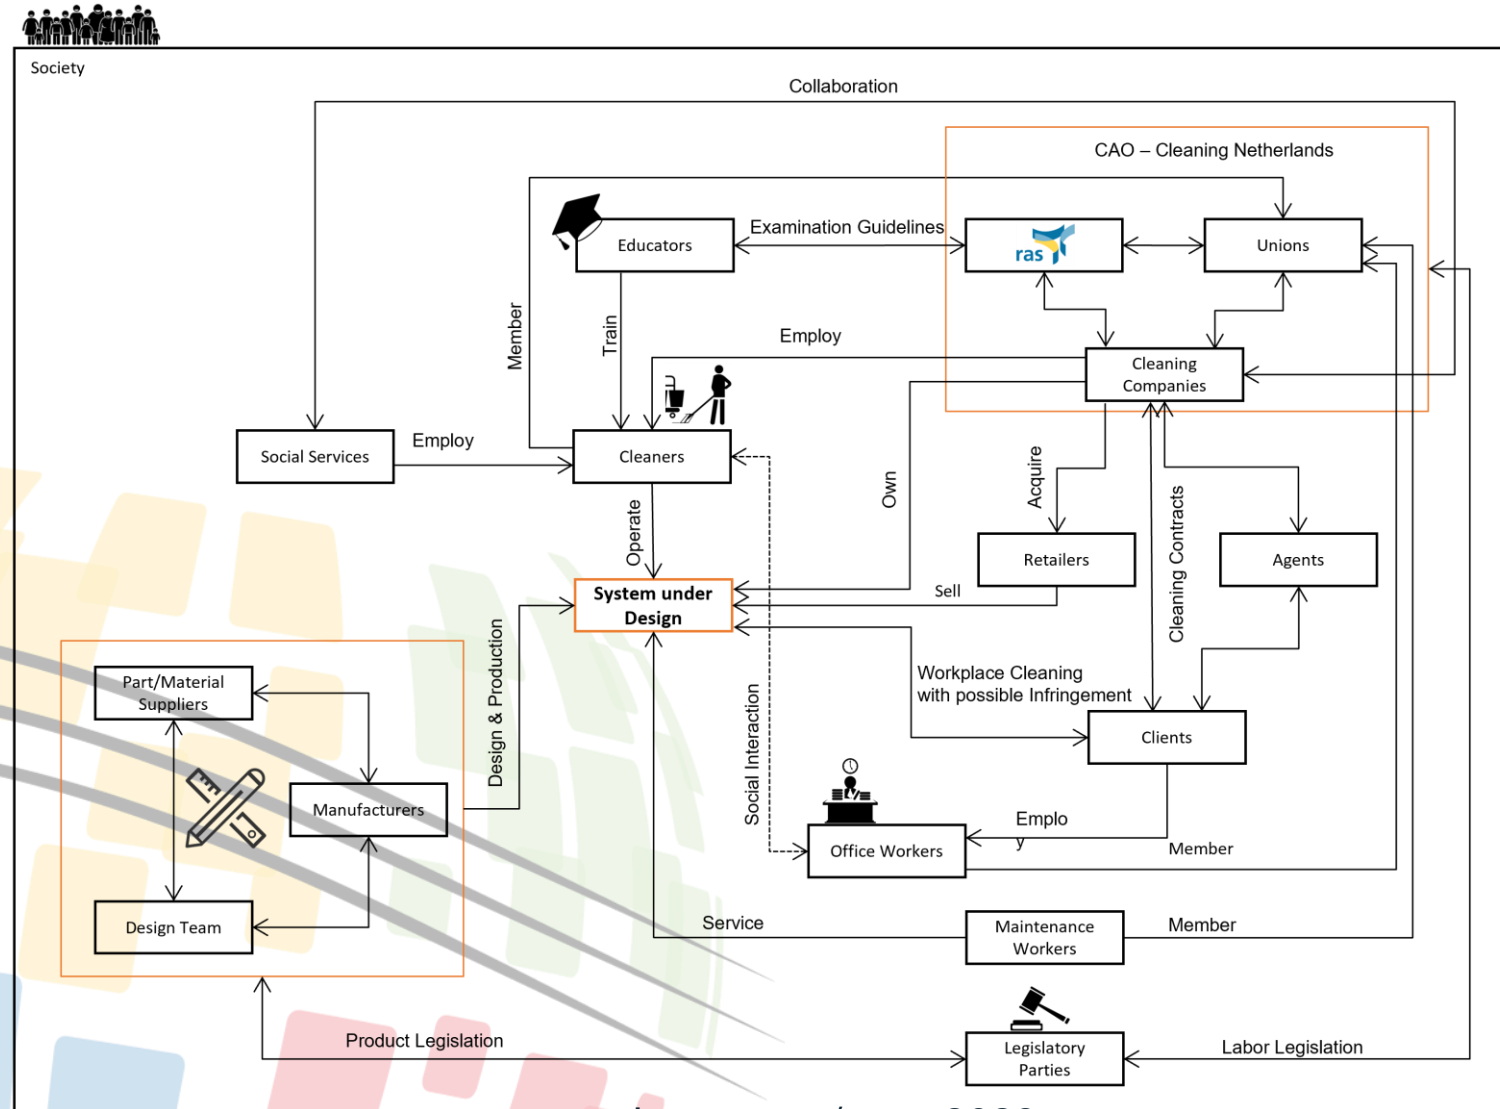 Society
Collaboration
CAO – Cleaning Netherlands
Educators
Examination Guidelines
ras
Unions
Member
Train
Employ
Cleaning
Companies
Social Services
Employ
Cleaners
Own
Acquire
Cleaning Contracts
Operate
Retailers
Agents
System under
Design
Sell
Part/Material
Suppliers
Design & Production
Social Interaction
Workplace Cleaning
with possible Infringement
Clients
Manufacturers
Emplo
y
Office Workers
Member
Design Team
Service
Maintenance
Workers
Member
Product Legislation
Legislatory
Parties
Labor Legislation